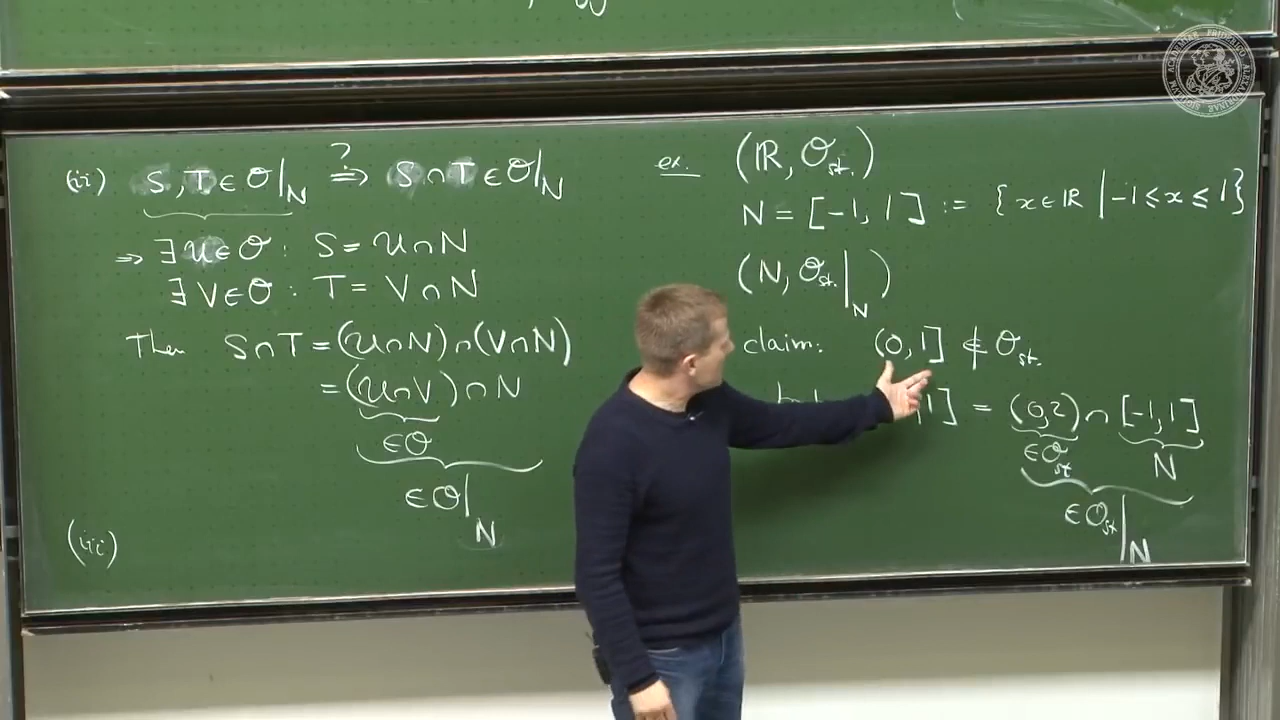 (ii) S, T ∈ O|_N ?⇒ S ∩ T ∈ O|_N
⇒ ∃ U ∈ O : S = U ∩ N
∃ V ∈ O : T = V ∩ N
Then S ∩ T = (U ∩ N) ∩ (V ∩ N)
= (U ∩ V) ∩ N
∈ O
∈ O|_N
(iii)
ex. (ℝ, O_st.)
N = [-1, 1] := {x ∈ ℝ | -1 ≤ x ≤ 1}
(N, O_st.|_N)
claim: (0, 1] ∉ O_st.
1] = (0,2) ∩ [-1,1]
∈ O_st N
∈ O_st|_N